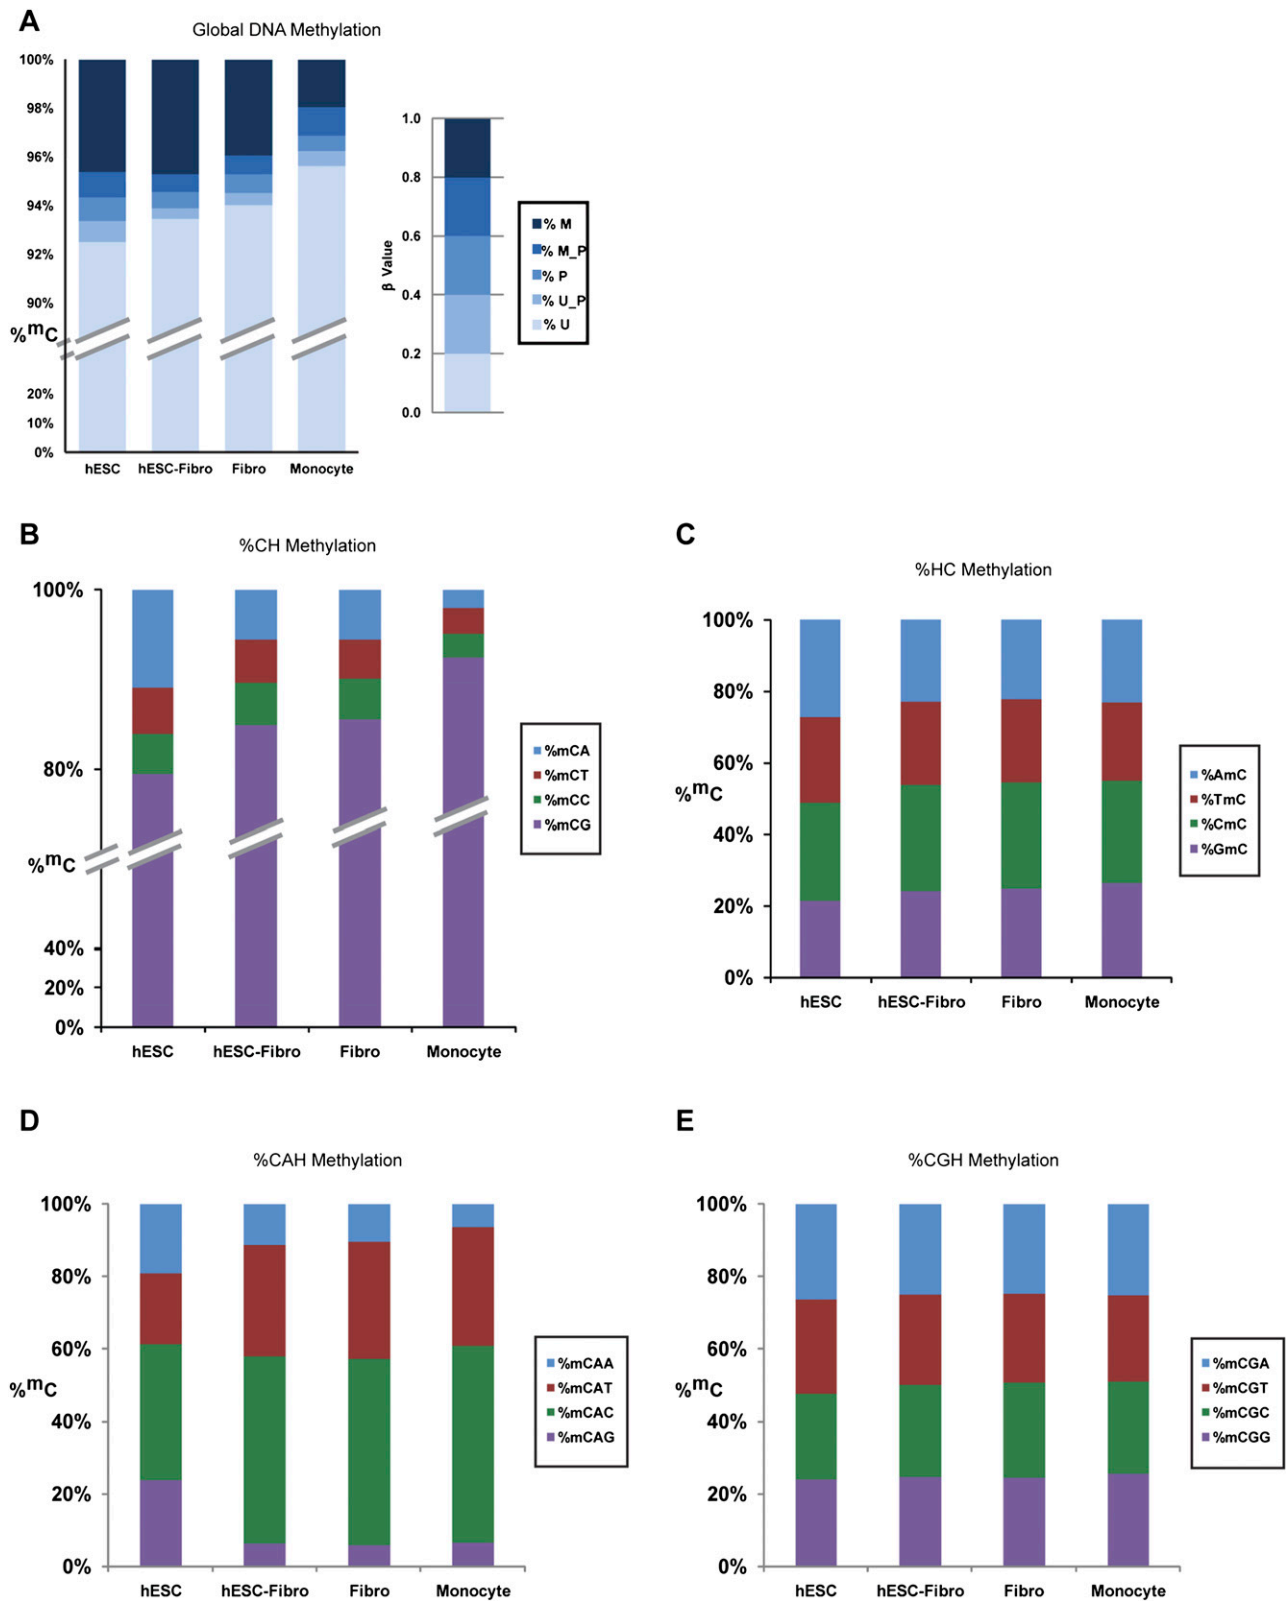 A
Global DNA Methylation
100%
98%
96%
94%
92%
90%
%mC
20%
10%
0%
hESC hESC-Fibro Fibro Monocyte
1.0
0.8
0.6
0.4
0.2
0.0
β Value
% M
% M_P
% P
% U_P
% U
B
%CH Methylation
100%
80%
%mC
40%
20%
0%
hESC hESC-Fibro Fibro Monocyte
%mCA
%mCT
%mCC
%mCG
C
%HC Methylation
100%
80%
60%
%mC
40%
20%
0%
hESC hESC-Fibro Fibro Monocyte
%AmC
%TmC
%CmC
%GmC
D
%CAH Methylation
100%
80%
60%
%mC
40%
20%
0%
hESC hESC-Fibro Fibro Monocyte
%mCAA
%mCAT
%mCAC
%mCAG
E
%CGH Methylation
100%
80%
60%
%mC
40%
20%
0%
hESC hESC-Fibro Fibro Monocyte
%mCGA
%mCGT
%mCGC
%mCGG